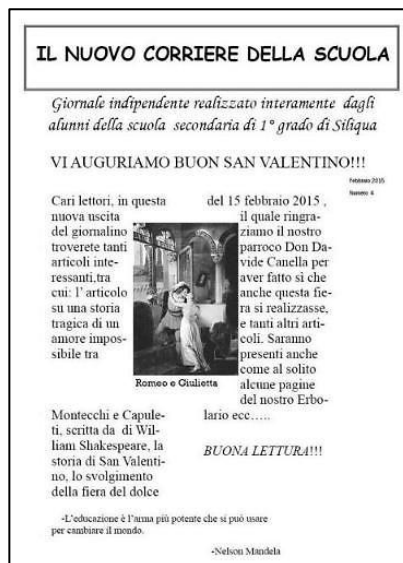 IL NUOVO CORRIERE DELLA SCUOLA
Giornale indipendente realizzato interamente dagli
alunni della scuola secondaria di 1° grado di Siliqua
VI AUGURIAMO BUON SAN VALENTINO!!!
Febbraio 2015
Numero 4
Cari lettori, in questa
nuova uscita
del giornalino
troverete tanti
articoli inte-
ressanti,tra
cui: l' articolo
su una storia
tragica di un
amore impos-
sibile tra
Romeo e Giulietta
Montecchi e Capule-
ti, scritta da di Wil-
liam Shakespeare, la
storia di San Valenti-
no, lo svolgimento
della fiera del dolce
del 15 febbraio 2015 ,
il quale ringra-
ziamo il nostro
parroco Don Da-
vide Canella per
aver fatto sì che
anche questa fie-
ra si realizzasse,
e tanti altri arti-
coli. Saranno
presenti anche
come al solito
alcune pagine
del nostro Erbo-
lario ecc…..
BUONA LETTURA!!!
-L'educazione è l'arma più potente che si può usare
per cambiare il mondo.
-Nelson Mandela